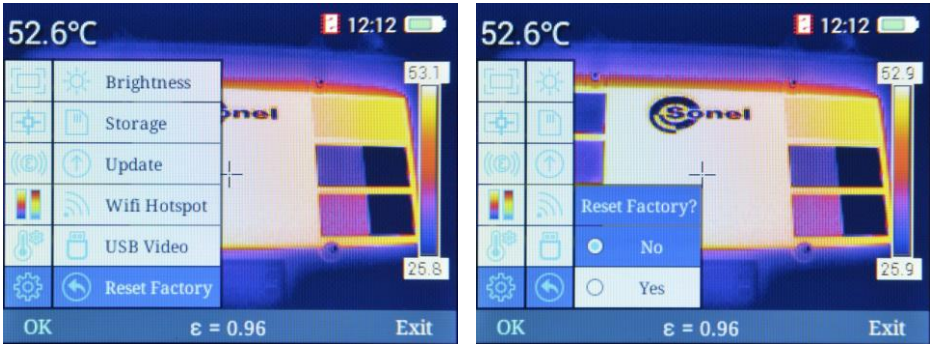 52.6°C
12:12
53.1
Brightness
Sonel
Storage
Update
Wifi Hotspot
USB Video
25.8
Reset Factory
OK
ε = 0.96
Exit
52.6°C
12:12
52.9
Sonel
Reset Factory?
No
25.9
Yes
OK
ε = 0.96
Exit